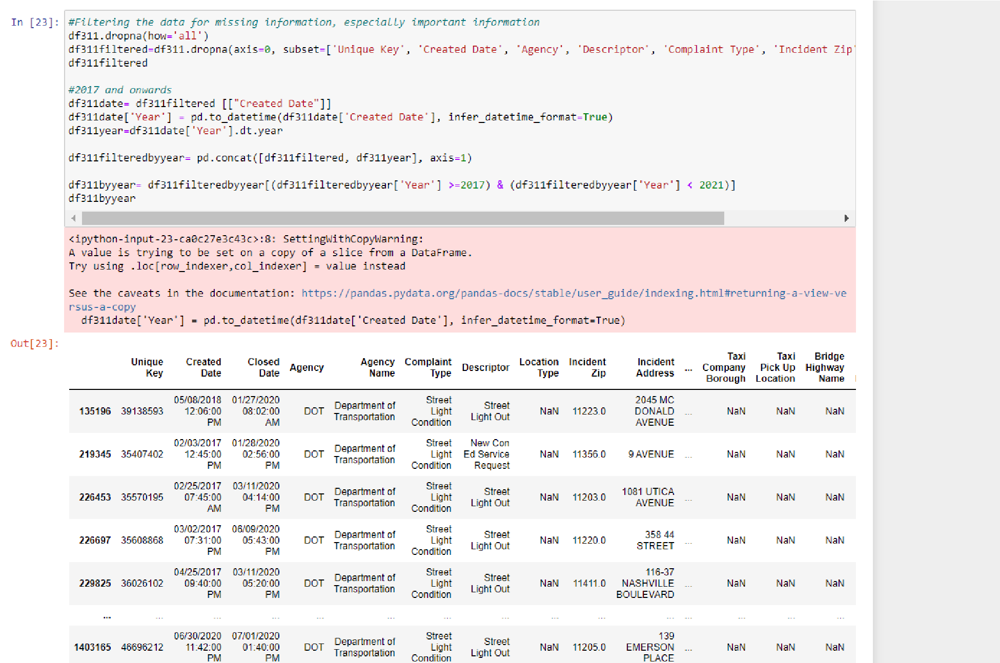 In [23]:
#Filtering the data for missing information, especially important information
df311.dropna(how='all')
df311filtered=df311.dropna(axis=0, subset=['Unique Key', 'Created Date', 'Agency', 'Descriptor', 'Complaint Type', 'Incident Zip'
df311filtered
#2017 and onwards
df311date= df311filtered [["Created Date"]]
df311date['Year'] = pd.to_datetime(df311date['Created Date'], infer_datetime_format=True)
df311year=df311date['Year'].dt.year
df311filteredbyyear= pd.concat([df311filtered, df311year], axis=1)
df311byyear= df311filteredbyyear[(df311filteredbyyear['Year'] >=2017) & (df311filteredbyyear['Year'] < 2021)]
df311byyear
<ipython-input-23-ca0c27e3c43c>:8: SettingWithCopyWarning:
A value is trying to be set on a copy of a slice from a DataFrame.
Try using .loc[row_indexer,col_indexer] = value instead
See the caveats in the documentation: https://pandas.pydata.org/pandas-docs/stable/user_guide/indexing.html#returning-a-view-ve
rsus-a-copy
df311date['Year'] = pd.to_datetime(df311date['Created Date'], infer_datetime_format=True)
Out[23]:
Unique Key Created Date Closed Date Agency Agency Name Complaint Type Descriptor Location Type Incident Zip Incident Address ... Taxi Company Borough Taxi Pick Up Location Bridge Highway Name
135196 39138593 05/08/2018 12:06:00 PM 01/27/2020 08:02:00 AM DOT Department of Transportation Street Light Condition Street Light Out NaN 11223.0 2045 MC DONALD AVENUE ... NaN NaN NaN
219345 35407402 02/03/2017 12:45:00 PM 01/28/2020 02:56:00 PM DOT Department of Transportation Street Light Condition New Con Ed Service Request NaN 11356.0 9 AVENUE ... NaN NaN NaN
226453 35570195 02/25/2017 07:45:00 AM 03/11/2020 04:14:00 PM DOT Department of Transportation Street Light Condition Street Light Out NaN 11203.0 1081 UTICA AVENUE ... NaN NaN NaN
226697 35608868 03/02/2017 07:31:00 PM 06/09/2020 05:43:00 PM DOT Department of Transportation Street Light Condition Street Light Out NaN 11220.0 358 44 STREET ... NaN NaN NaN
229825 36026102 04/25/2017 09:40:00 PM 03/11/2020 05:20:00 PM DOT Department of Transportation Street Light Condition Street Light Out NaN 11411.0 116-37 NASHVILLE BOULEVARD ... NaN NaN NaN
... ... ... ... ... ... ... ... ... ... ... ... ... ... ...
1403165 46696212 06/30/2020 11:42:00 PM 07/01/2020 01:40:00 PM DOT Department of Transportation Street Light Condition Street Light Out NaN 11205.0 139 EMERSON PLACE ... NaN NaN NaN